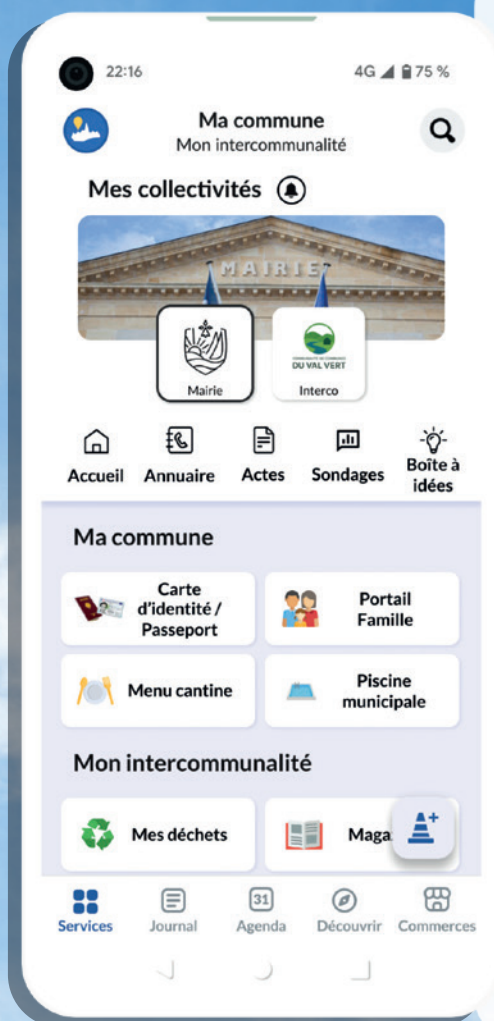 22:16
4G
75 %
Ma commune
Mon intercommunalité
Mes collectivités
MAIRIE
Mairie
DU VAL VERT
Interco
Accueil
Annuaire
Actes
Sondages
Boîte à
idées
Ma commune
Carte
d'identité /
Passeport
Portail
Famille
Menu cantine
Piscine
municipale
Mon intercommunalité
Mes déchets
Maga
31
Services
Journal
Agenda
Découvrir
Commerces